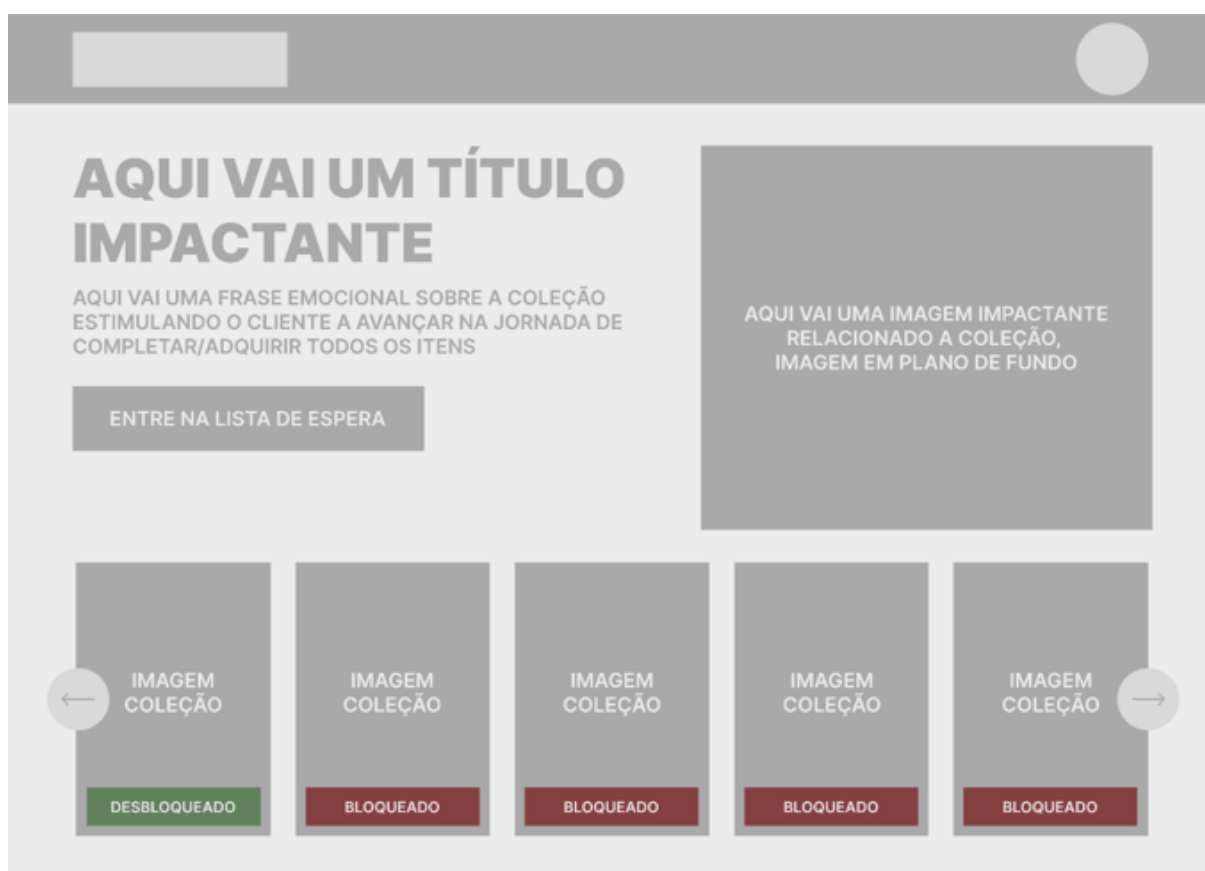 AQUI VAI UM TÍTULO
IMPACTANTE
AQUI VAI UMA FRASE EMOCIONAL SOBRE A COLEÇÃO
ESTIMULANDO O CLIENTE A AVANÇAR NA JORNADA DE
COMPLETAR/ADQUIRIR TODOS OS ITENS
ENTRE NA LISTA DE ESPERA
AQUI VAI UMA IMAGEM IMPACTANTE
RELACIONADO A COLEÇÃO,
IMAGEM EM PLANO DE FUNDO
IMAGEM
COLEÇÃO
DESBLOQUEADO
IMAGEM
COLEÇÃO
BLOQUEADO
IMAGEM
COLEÇÃO
BLOQUEADO
IMAGEM
COLEÇÃO
BLOQUEADO
IMAGEM
COLEÇÃO
BLOQUEADO